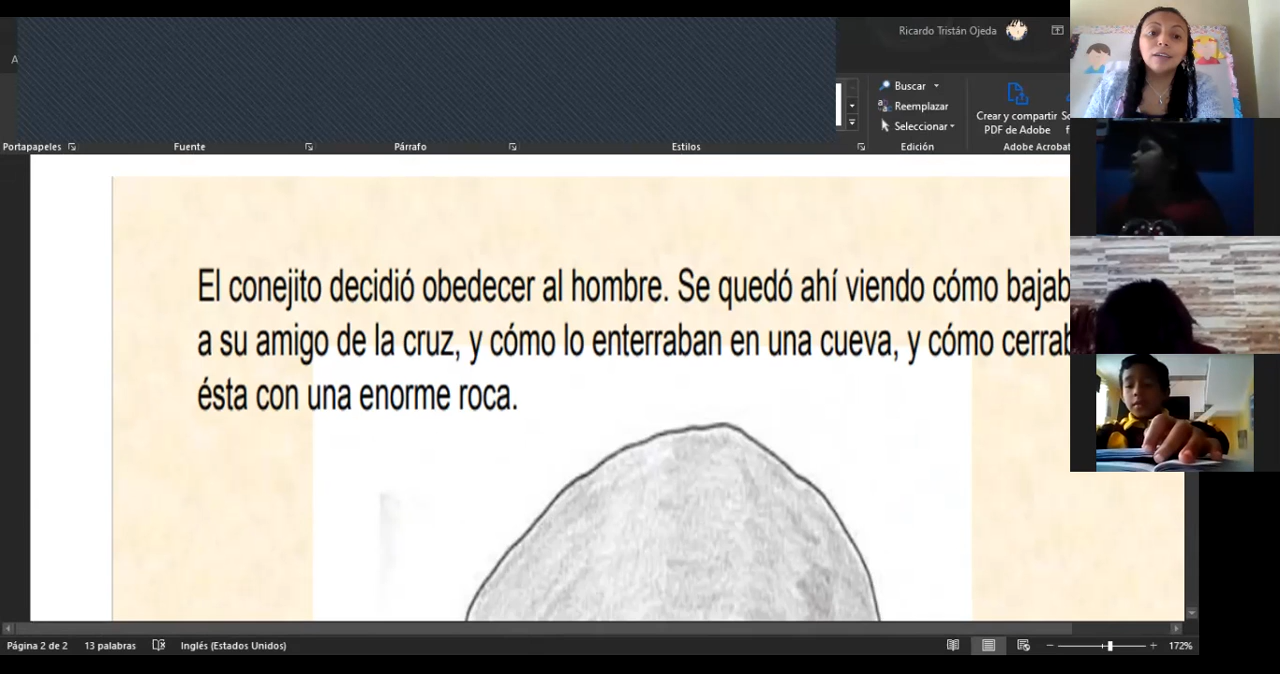 Ricardo Tristán Ojeda
A
Buscar
Reemplazar
Seleccionar
Crear y compartir
PDF de Adobe
Portapapeles
Fuente
Párrafo
Estilos
Edición
Adobe Acrobat
El conejito decidió obedecer al hombre. Se quedó ahí viendo cómo bajab
a su amigo de la cruz, y cómo lo enterraban en una cueva, y cómo cerrab
ésta con una enorme roca.
Página 2 de 2 13 palabras Inglés (Estados Unidos) 172%